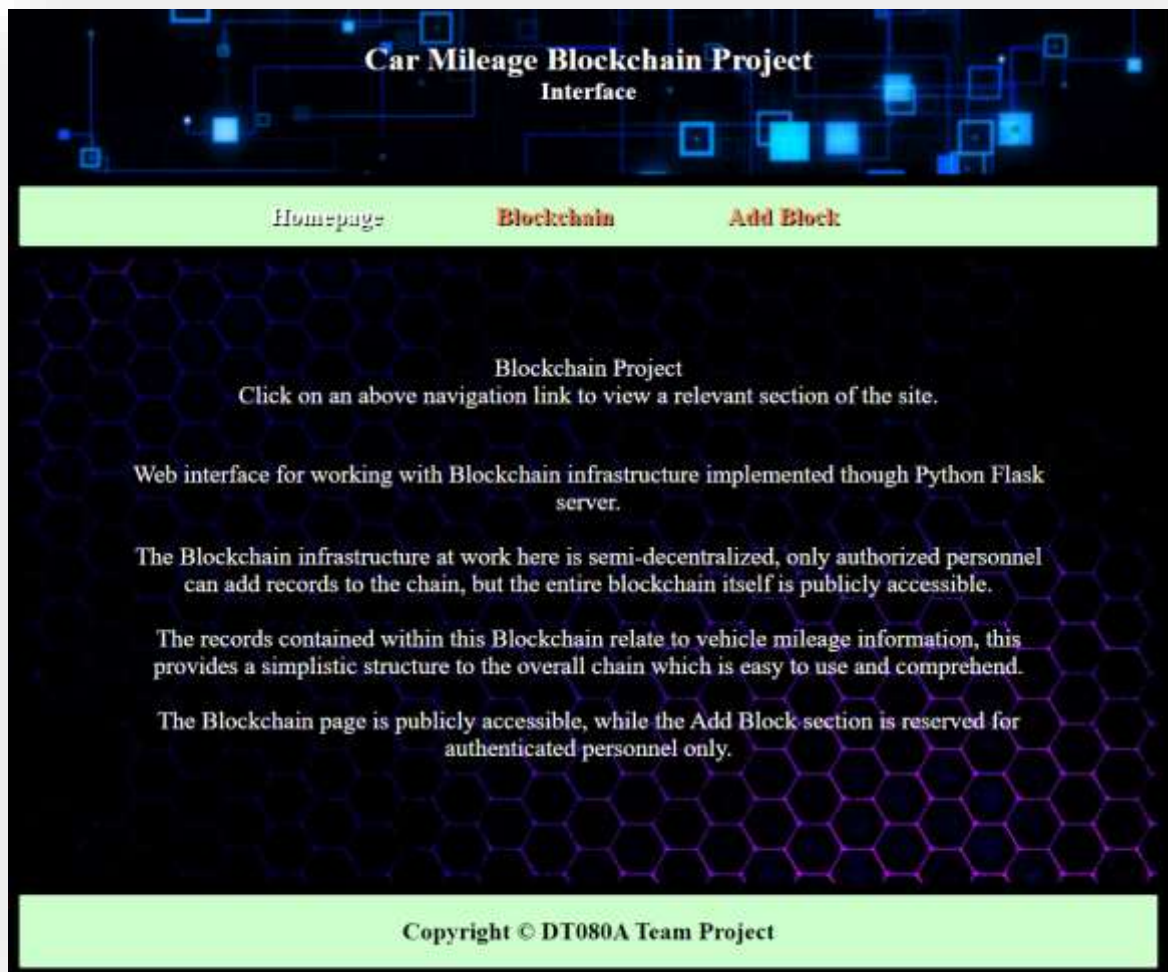 Car Mileage Blockchain Project
Interface
Homepage
Blockchain
Add Block
Blockchain Project
Click on an above navigation link to view a relevant section of the site.
Web interface for working with Blockchain infrastructure implemented though Python Flask
server.
The Blockchain infrastructure at work here is semi-decentralized, only authorized personnel
can add records to the chain, but the entire blockchain itself is publicly accessible.
The records contained within this Blockchain relate to vehicle mileage information, this
provides a simplistic structure to the overall chain which is easy to use and comprehend.
The Blockchain page is publicly accessible, while the Add Block section is reserved for
authenticated personnel only.
Copyright © DT080A Team Project